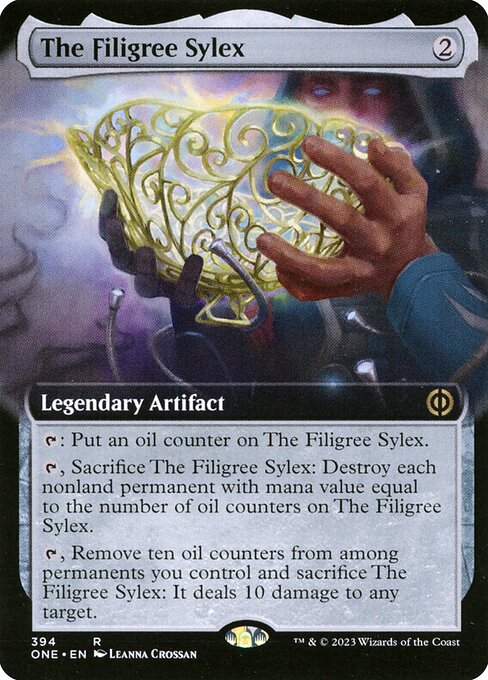 The Filigree Sylex 2
Legendary Artifact
: Put an oil counter on The Filigree Sylex.
, Sacrifice The Filigree Sylex: Destroy each
nonland permanent with mana value equal
to the number of oil counters on The Filigree
Sylex.
, Remove ten oil counters from among
permanents you control and sacrifice The
Filigree Sylex: It deals 10 damage to any
target.
394 R
ONE • EN Leanna Crossan
™ & © 2023 Wizards of the Coast